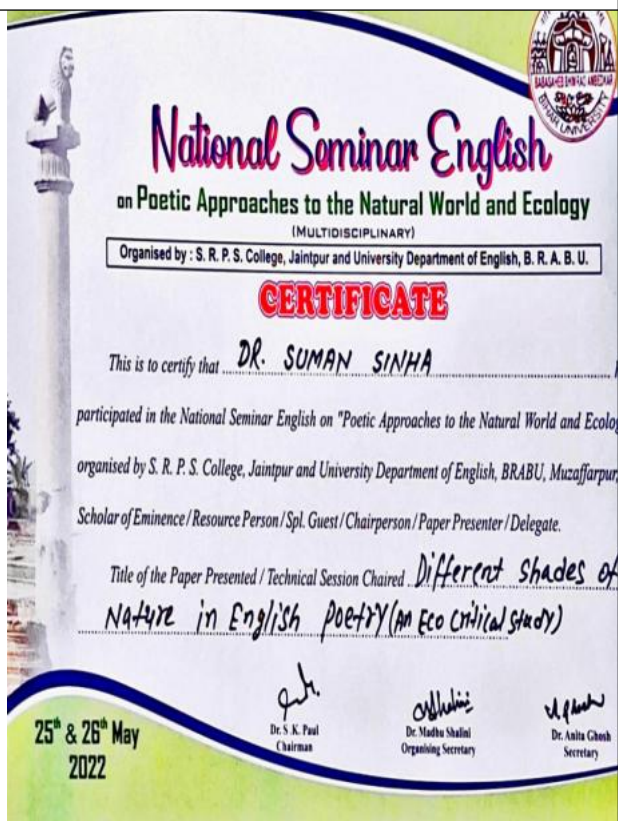 BABASAHEB BHIMRAO AMBEDKAR
BIHAR UNIVERSITY
National Seminar English
on Poetic Approaches to the Natural World and Ecology
(MULTIDISCIPLINARY)
Organised by : S. R. P. S. College, Jaintpur and University Department of English, B. R. A. B. U.
CERTIFICATE
This is to certify that DR. SUMAN SINHA
participated in the National Seminar English on "Poetic Approaches to the Natural World and Ecolog
organised by S. R. P. S. College, Jaintpur and University Department of English, BRABU, Muzaffarpur,
Scholar of Eminence / Resource Person / Spl. Guest / Chairperson / Paper Presenter / Delegate.
Title of the Paper Presented / Technical Session Chaired Different Shades of
Nature in English Poetry (An Eco Critical Study)
Dr. S .K. Paul
Chairman
Dr. Madhu Shalini
Organising Secretary
Dr. Anita Ghosh
Secretary
25th & 26th May
2022